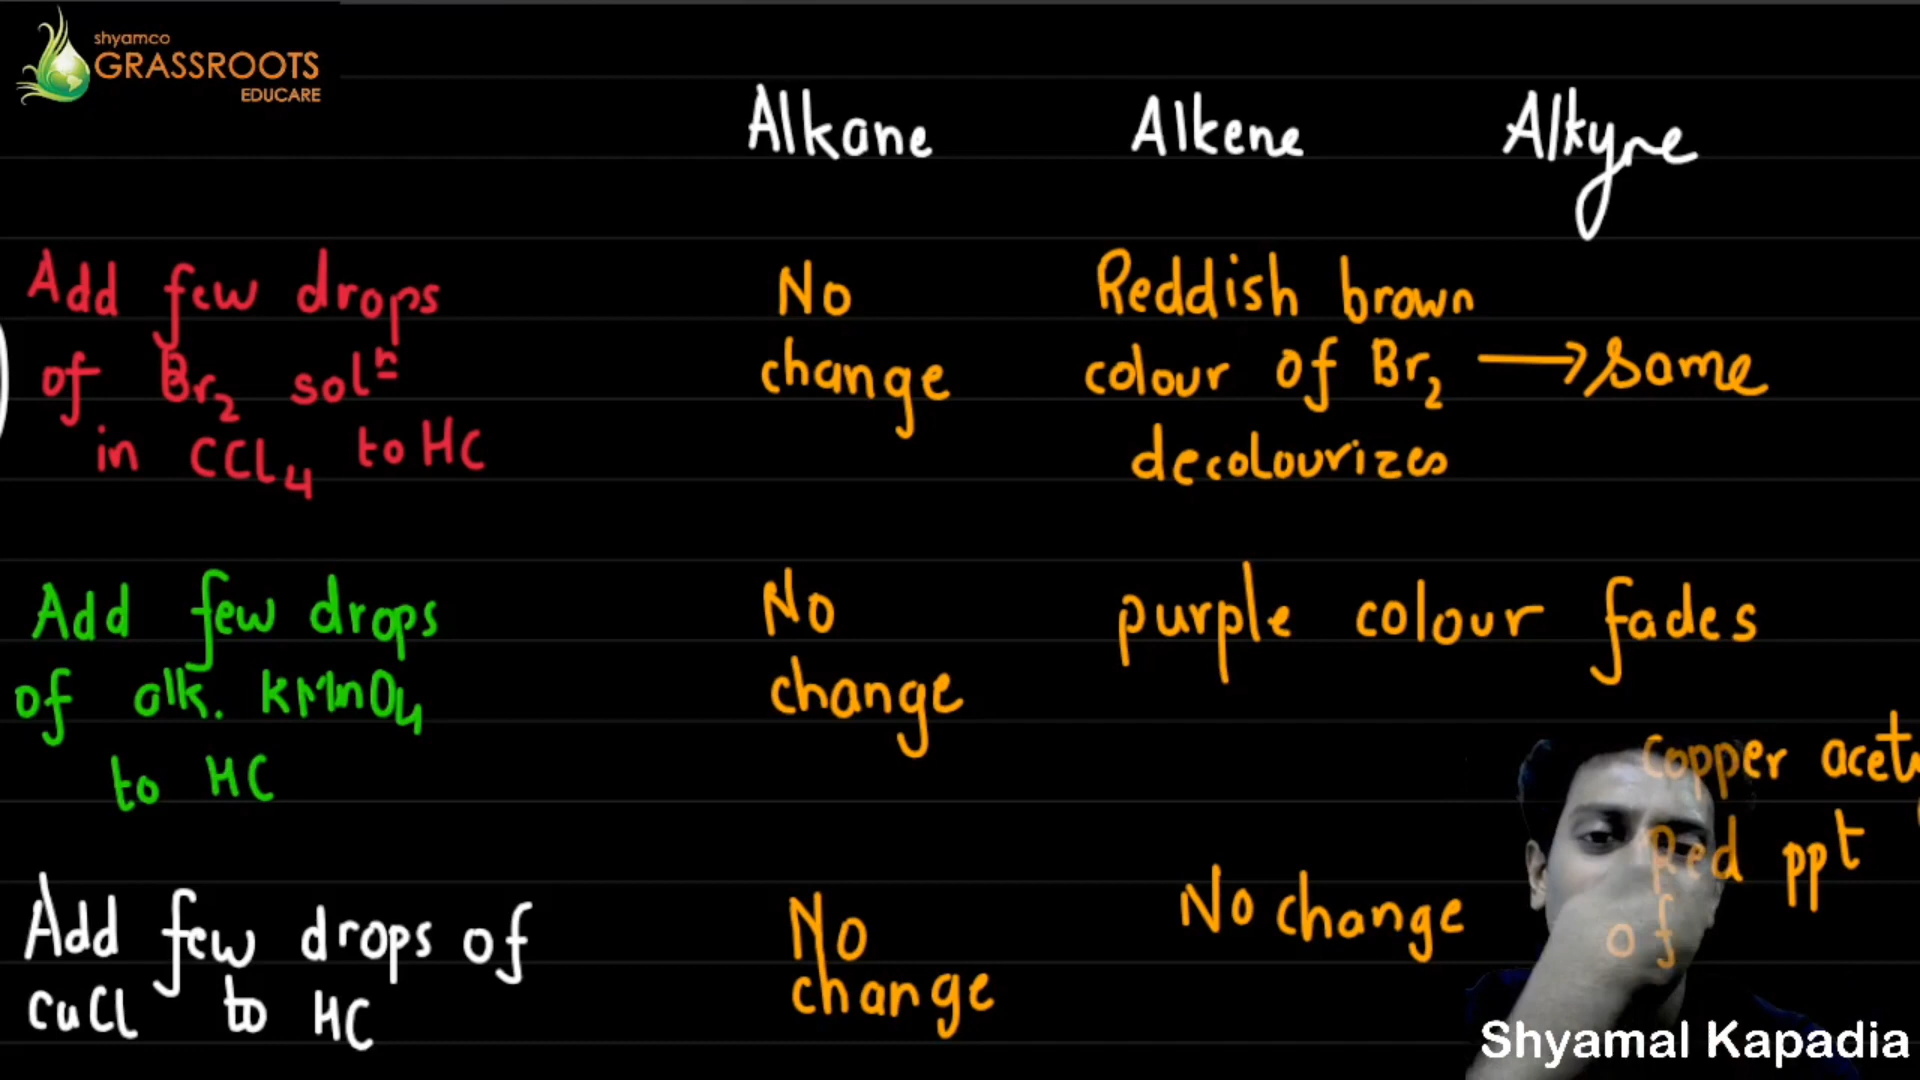 shyamco
GRASSROOTS
EDUCARE
Alkane Alkene Alkyne
Add few drops
of Br₂ solⁿ
in CCl₄ to HC
No
change
Reddish brown
colour of Br₂ → same
decolourizes
Add few drops
of alk. KMnO₄
to HC
No
change
purple colour fades
Add few drops of
CuCl to HC
No
change
No change
copper
Red ppt
of
Shyamal Kapadia